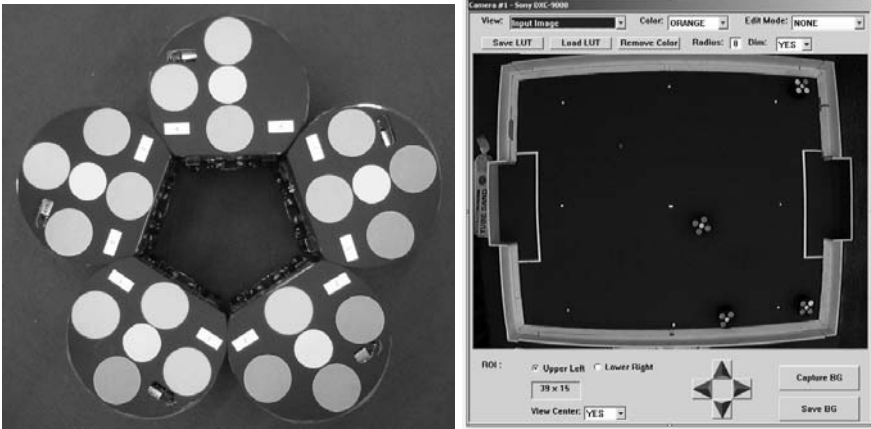 Camera #1 - Sony DXC-9000
View: Input Image Color: ORANGE Edit Mode: NONE
Save LUT Load LUT Remove Color Radius: 8 Dim: YES
ROI : Upper Left Lower Right
39 x 15
Capture BG
View Center: YES
Save BG